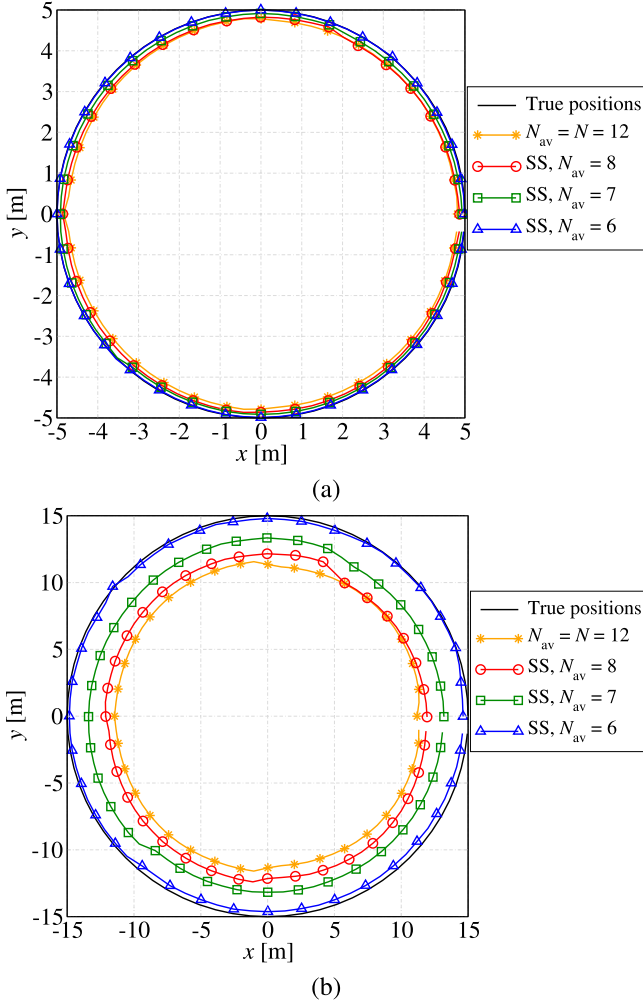 5
4
3
2
1
0
-1
-2
-3
-4
-5
y [m]
-5 -4 -3 -2 -1 0 1 2 3 4 5
x [m]
True positions
N_av = N = 12
SS, N_av = 8
SS, N_av = 7
SS, N_av = 6
(a)
15
10
5
0
-5
-10
-15
y [m]
-15 -10 -5 0 5 10 15
x [m]
True positions
N_av = N = 12
SS, N_av = 8
SS, N_av = 7
SS, N_av = 6
(b)